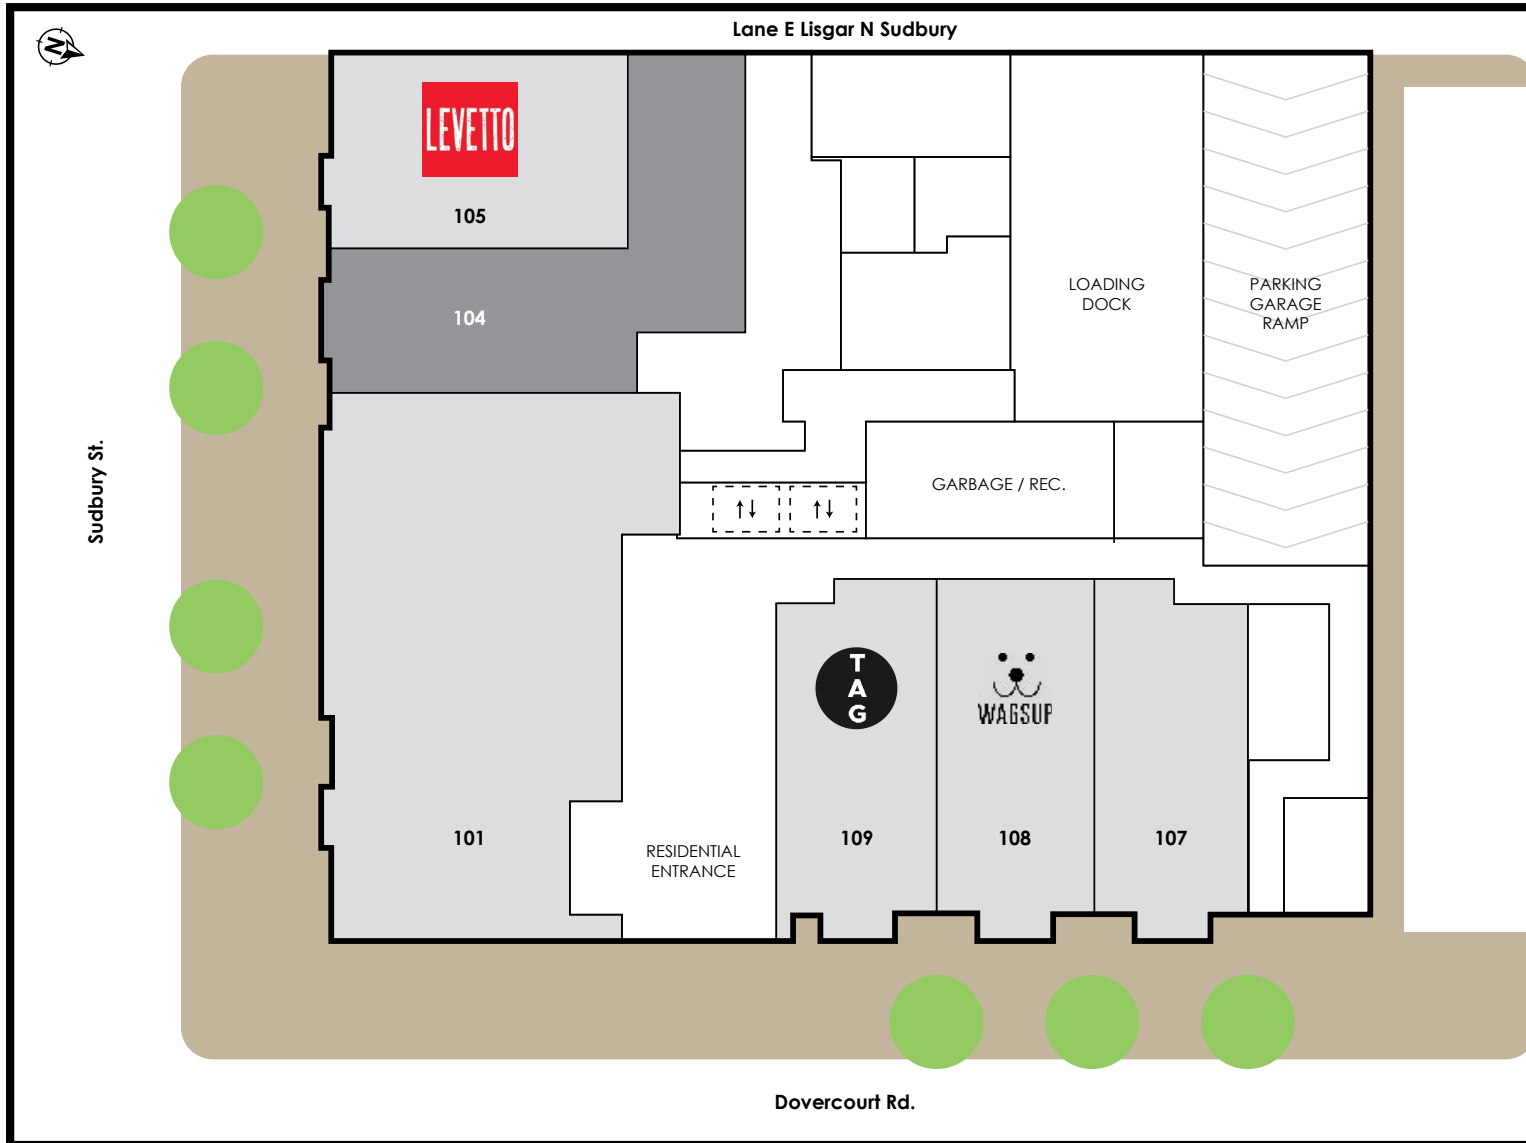 Lane E Lisgar N Sudbury
N
LEVETTO
105
104
LOADING
DOCK
PARKING
GARAGE
RAMP
Sudbury St.
GARBAGE / REC.
T
A
G
WAGSUP
101
RESIDENTIAL
ENTRANCE
109
108
107
Dovercourt Rd.